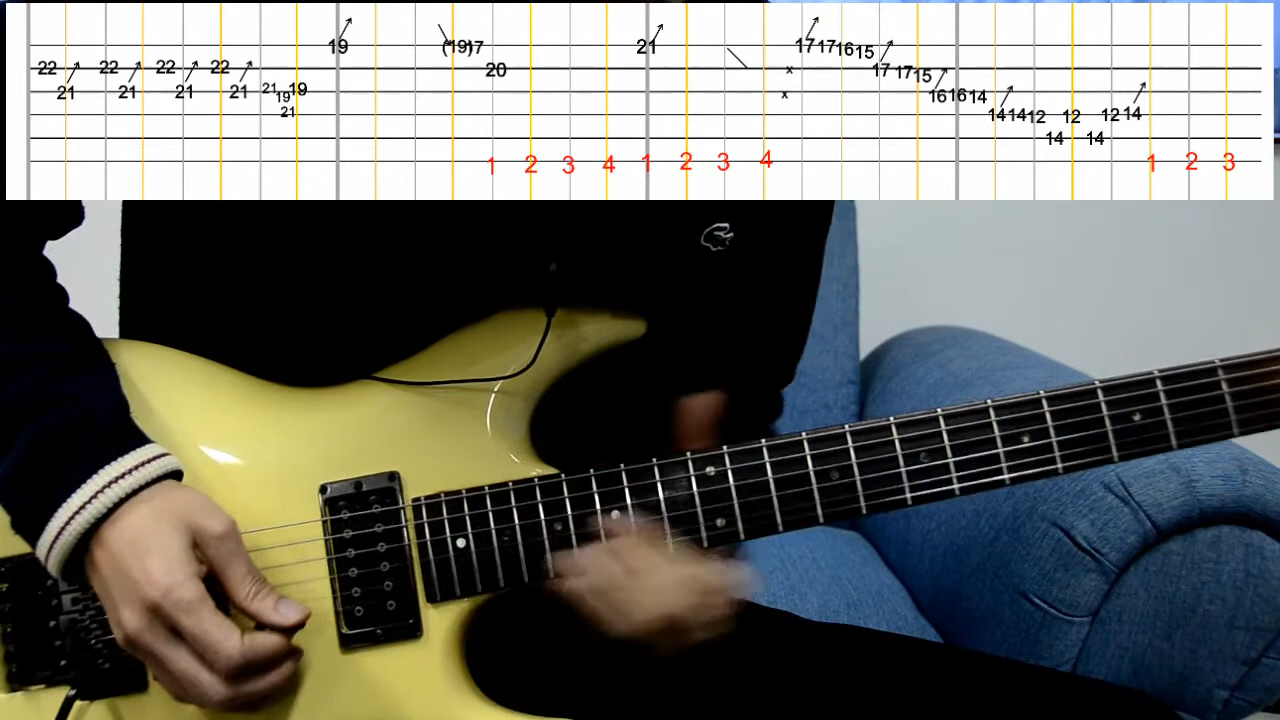 19 (19)17 21 17 17 16 15
22 22 22 22 20 x 17 17 15
21 21 21 21 21 19 19 x 16 16 14
21 14 14 12 12 12 14
14 14
1 2 3 4 1 2 3 4 1 2 3